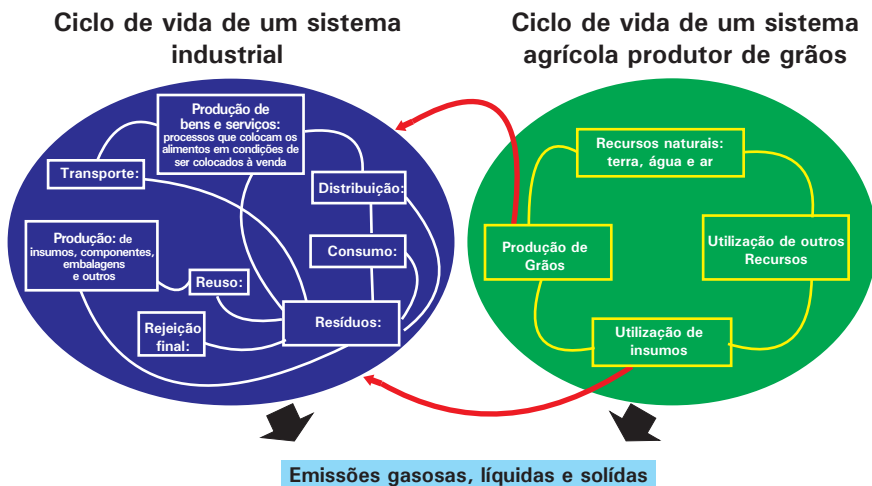 Ciclo de vida de um sistema
industrial
Ciclo de vida de um sistema
agrícola produtor de grãos
Produção de
bens e serviços:
processos que colocam os
alimentos em condições de
ser colocados à venda
Transporte:
Distribuição:
Produção: de
insumos, componentes,
embalagens
e outros
Consumo:
Reuso:
Rejeição
final:
Resíduos:
Recursos naturais:
terra, água e ar
Produção de
Grãos
Utilização de outros
Recursos
Utilização de
insumos
Emissões gasosas, líquidas e solídas